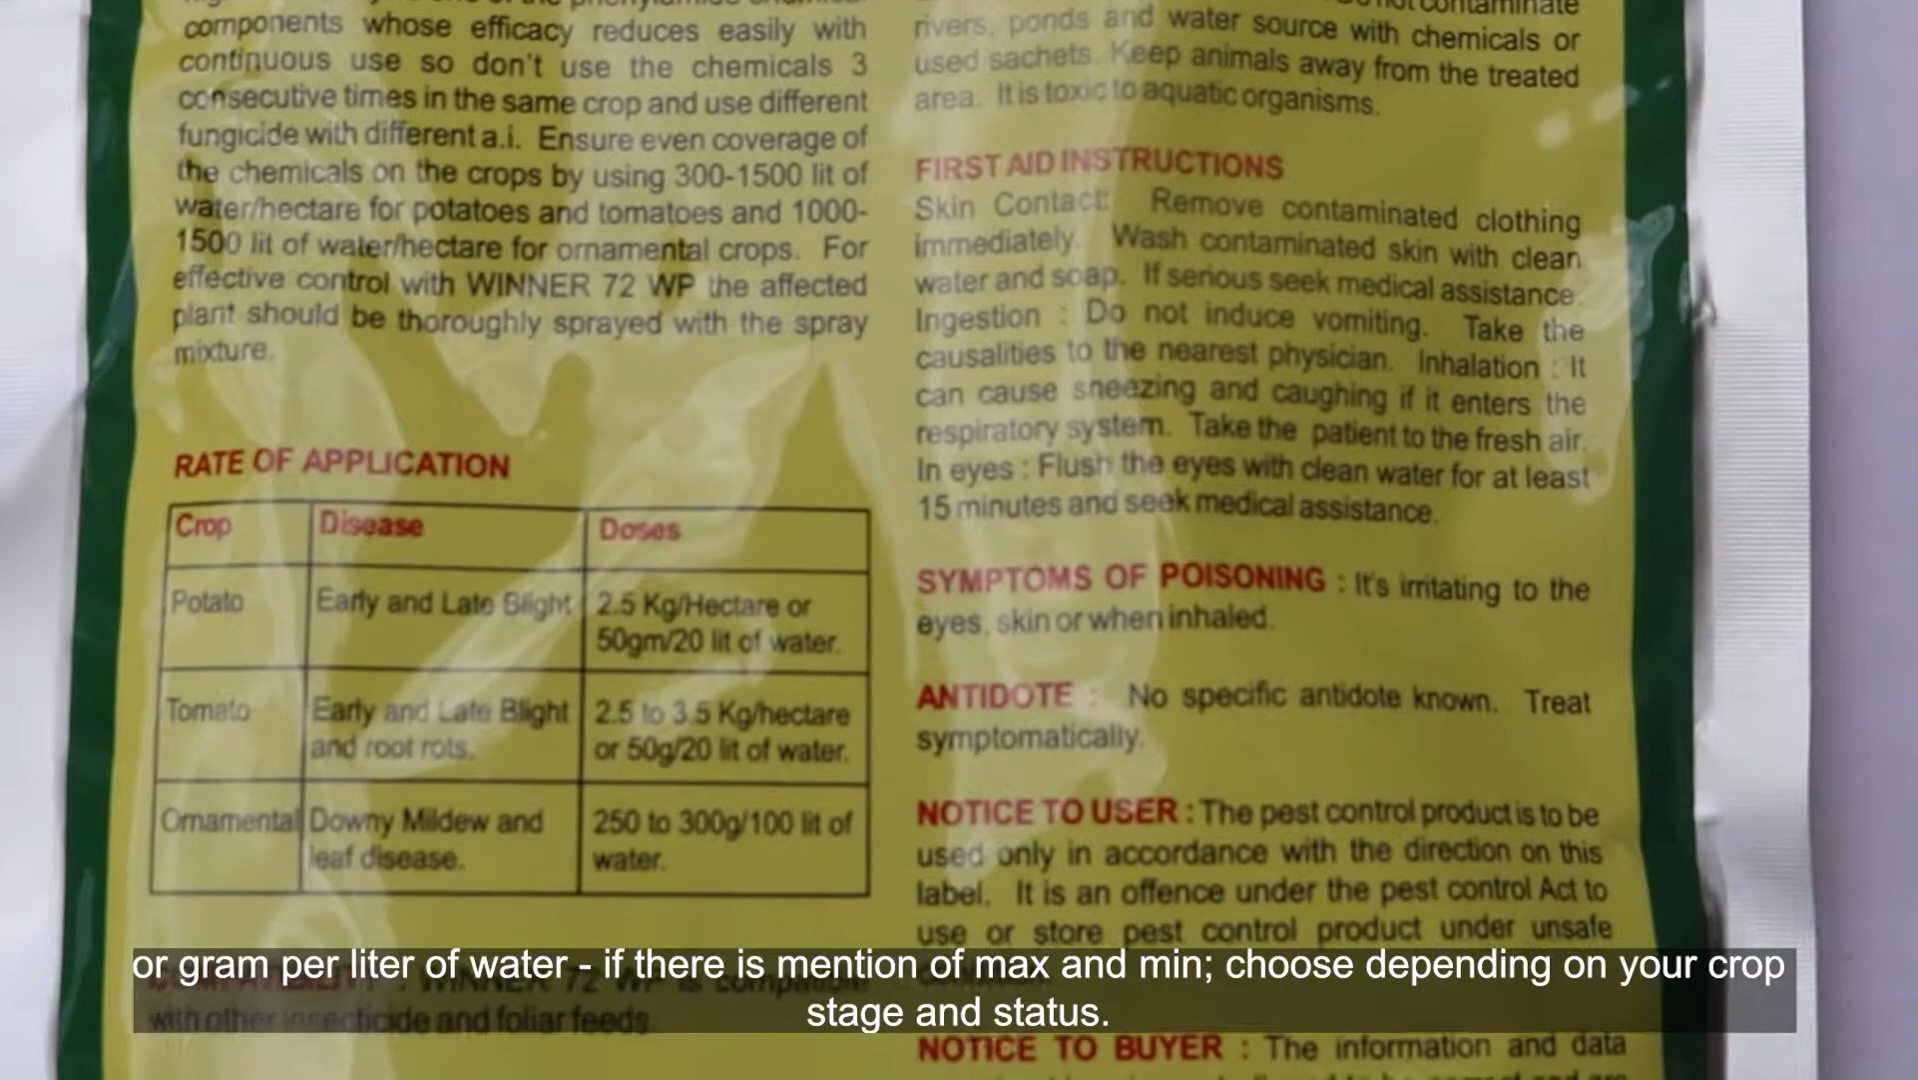 components whose efficacy reduces easily with
continuous use so don't use the chemicals 3
consecutive times in the same crop and use different
fungicide with different a.i. Ensure even coverage of
the chemicals on the crops by using 300-1500 lit of
water/hectare for potatoes and tomatoes and 1000-
1500 lit of water/hectare for ornamental crops. For
effective control with WINNER 72 WP the affected
plant should be thoroughly sprayed with the spray
mixture.
RATE OF APPLICATION
Crop Disease Doses
Potato Early and Late Blight 2.5 Kg/Hectare or
50gm/20 lit of water.
Tomato Early and Late Blight 2.5 to 3.5 Kg/hectare
and root rots. or 50g/20 lit of water.
Ornamental Downy Mildew and 250 to 300g/100 lit of
leaf disease. water.
: WINNER 72 WP is compatible
with other insecticide and foliar feeds
not contaminate
rivers, ponds and water source with chemicals or
used sachets. Keep animals away from the treated
area. It is toxic to aquatic organisms.
FIRST AID INSTRUCTIONS
Skin Contact: Remove contaminated clothing
immediately. Wash contaminated skin with clean
water and soap. If serious seek medical assistance.
Ingestion : Do not induce vomiting. Take the
causalities to the nearest physician. Inhalation : It
can cause sneezing and caughing if it enters the
respiratory system. Take the patient to the fresh air.
In eyes : Flush the eyes with clean water for at least
15 minutes and seek medical assistance.
SYMPTOMS OF POISONING : It's irritating to the
eyes, skin or when inhaled.
ANTIDOTE : No specific antidote known. Treat
symptomatically.
NOTICE TO USER : The pest control product is to be
used only in accordance with the direction on this
label. It is an offence under the pest control Act to
use or store pest control product under unsafe
NOTICE TO BUYER : The information and data
or gram per liter of water - if there is mention of max and min; choose depending on your crop
stage and status.